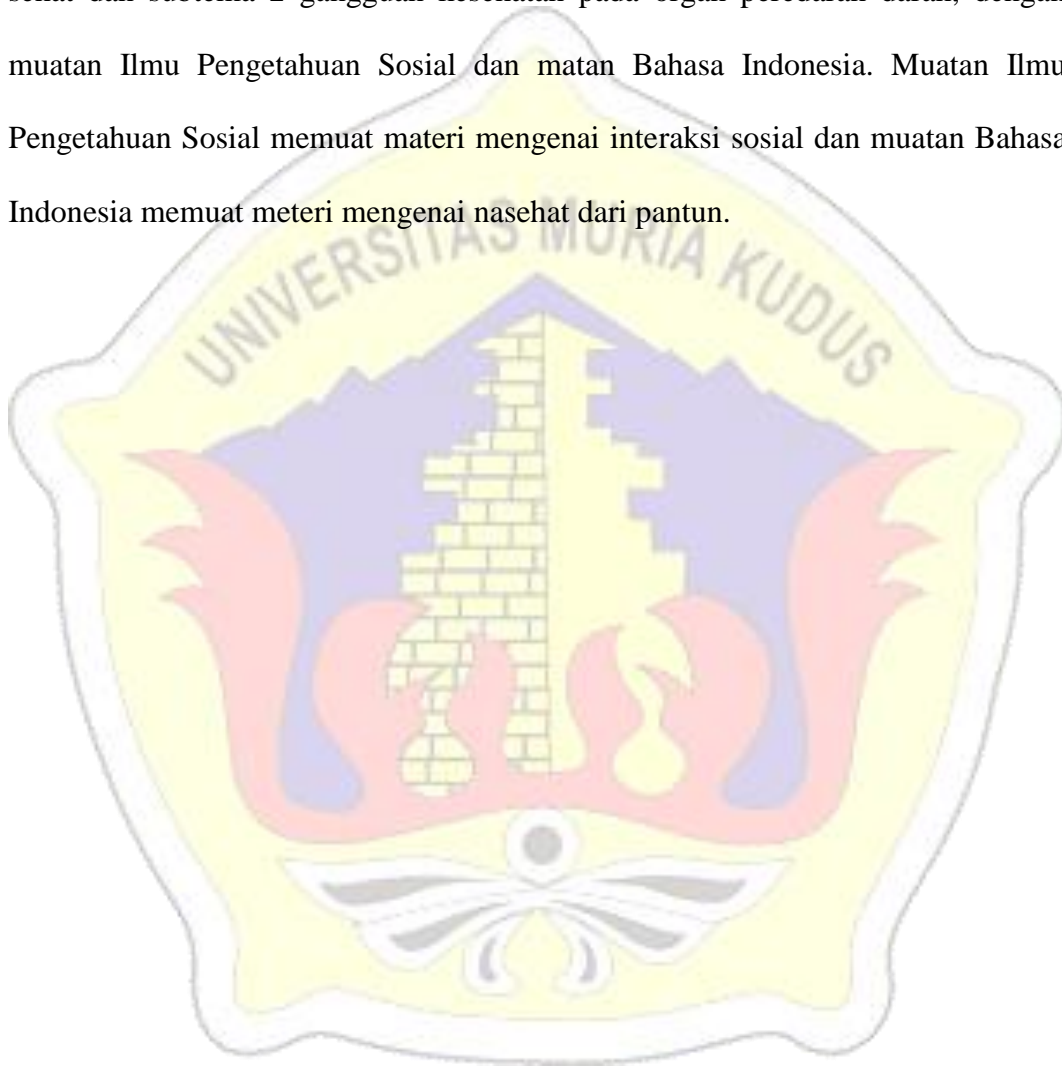 muatan Ilmu Pengetahuan Sosial dan matan Bahasa Indonesia. Muatan Ilmu
Pengetahuan Sosial memuat materi mengenai interaksi sosial dan muatan Bahasa
Indonesia memuat meteri mengenai nasehat dari pantun.
UNIVERSITAS MURIA KUDUS